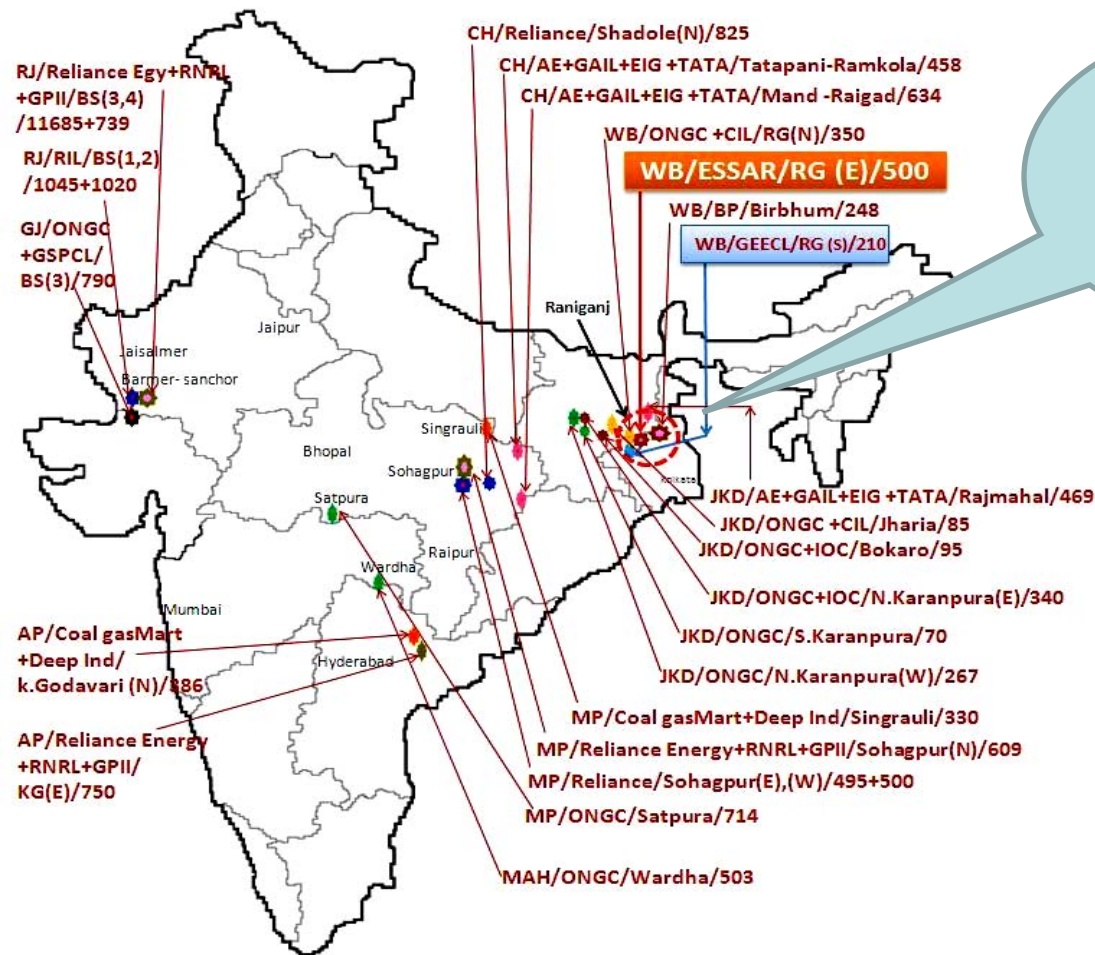 CH/Reliance/Shadole(N)/825
CH/AE+GAIL+EIG +TATA/Tatapani-Ramkola/458
CH/AE+GAIL+EIG +TATA/Mand -Raigad/634
WB/ONGC +CIL/RG(N)/350
WB/ESSAR/RG (E)/500
WB/BP/Birbhum/248
WB/GEECL/RG (S)/210
RJ/Reliance Egy+RNRL
+GPII/BS(3,4)
/11685+739
RJ/RIL/BS(1,2)
/1045+1020
GJ/ONGC
+GSPCL/
BS(3)/790
Raniganj
Jaipur
Jaisalmer
Barmer- sanchor
Singrauli
Bhopal
Sohagpur
Satpura
Kolkata
Raipur
Wardha
Mumbai
Hyderabad
AP/Coal gasMart
+Deep Ind/
k.Godavari (N)/386
AP/Reliance Energy
+RNRL+GPII/
KG(E)/750
JKD/AE+GAIL+EIG +TATA/Rajmahal/469
JKD/ONGC +CIL/Jharia/85
JKD/ONGC+IOC/Bokaro/95
JKD/ONGC+IOC/N.Karanpura(E)/340
JKD/ONGC/S.Karanpura/70
JKD/ONGC/N.Karanpura(W)/267
MP/Coal gasMart+Deep Ind/Singrauli/330
MP/Reliance Energy+RNRL+GPII/Sohagpur(N)/609
MP/Reliance/Sohagpur(E),(W)/495+500
MP/ONGC/Satpura/714
MAH/ONGC/Wardha/503